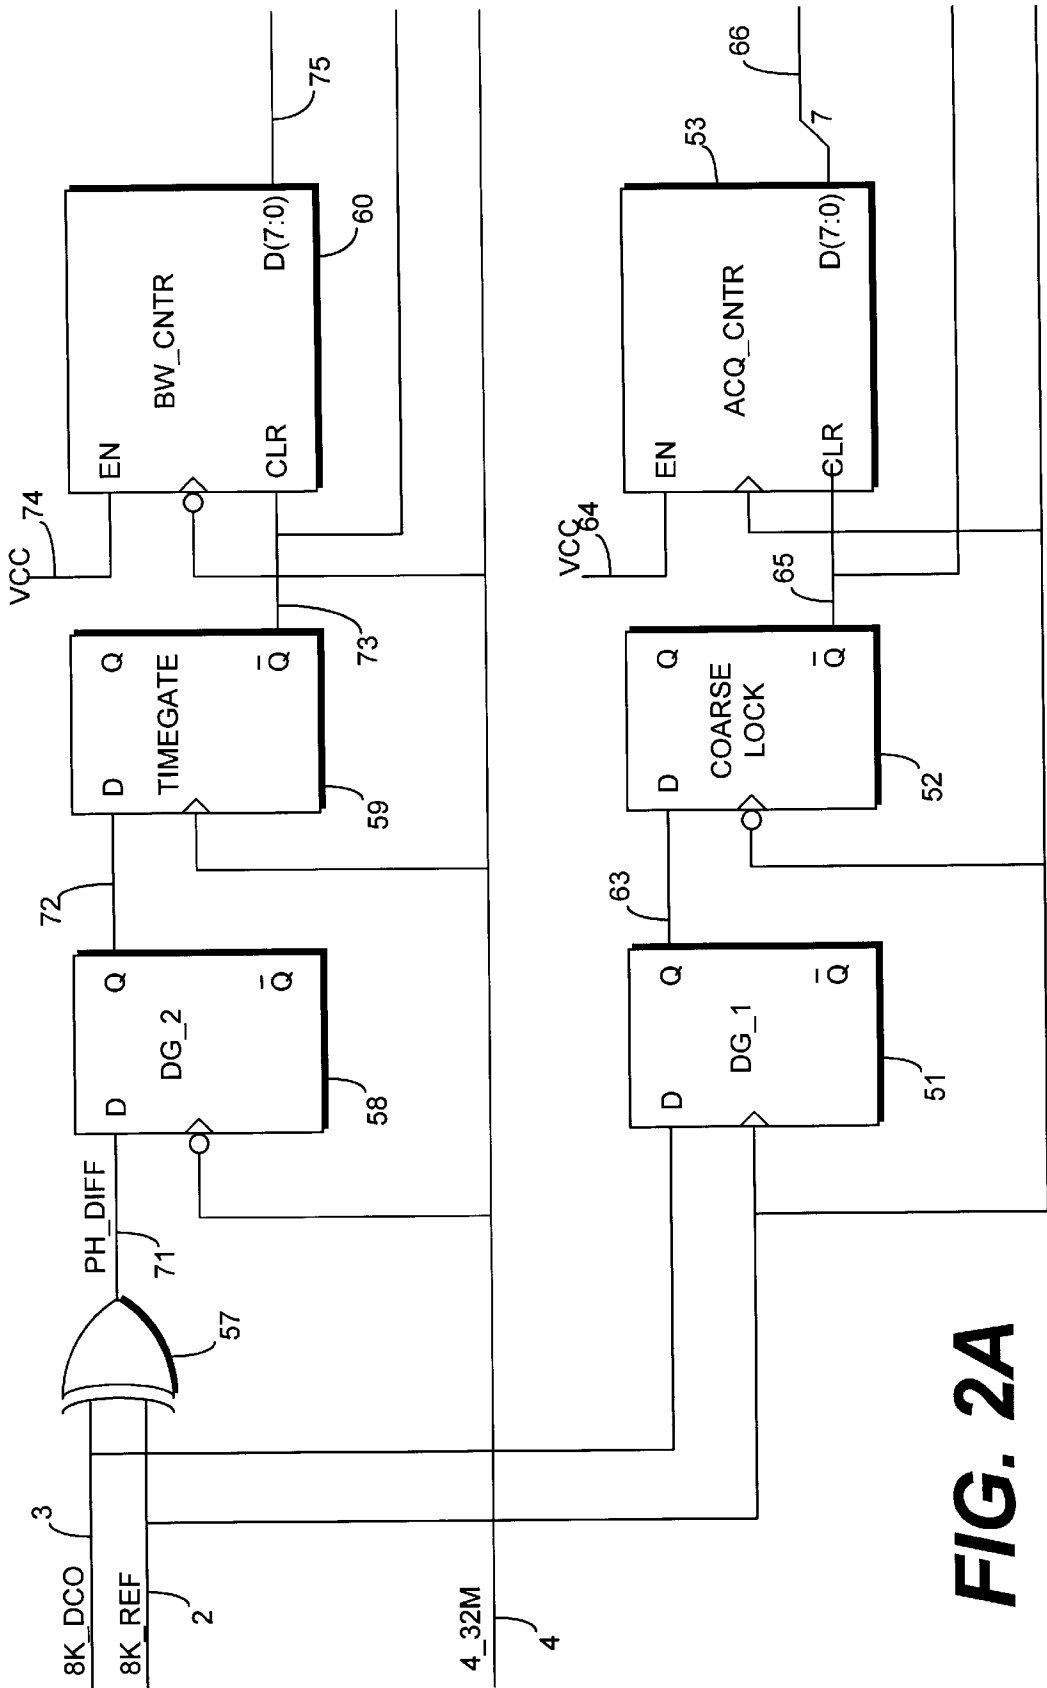 8K_DCO
3
8K_REF
2
57
PH_DIFF
71
D
Q
DG_2
Q
58
72
D
Q
TIMEGATE
Q
59
73
VCC
74
EN
BW_CNTR
CLR
D(7:0)
60
75
4_32M
4
D
Q
DG_1
Q
51
63
D
Q
COARSE
LOCK
Q
52
65
VCC
64
EN
ACQ_CNTR
CLR
D(7:0)
53
7
66
FIG. 2A